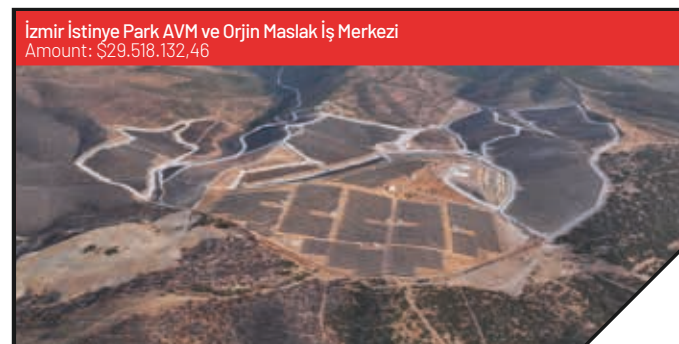 İzmir İstinye Park AVM ve Orjin Maslak İş Merkezi
Amount: $29.518.132,46